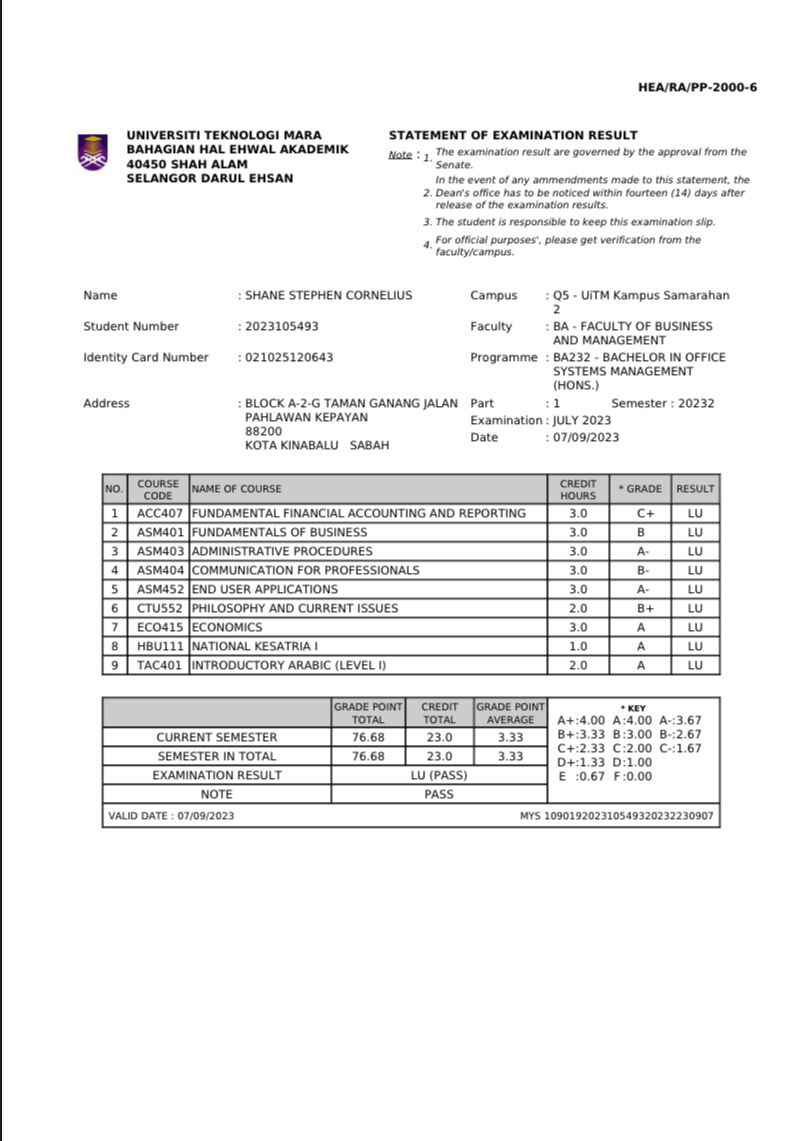 HEA/RA/PP-2000-6
UNIVERSITI TEKNOLOGI MARA
BAHAGIAN HAL EHWAL AKADEMIK
40450 SHAH ALAM
SELANGOR DARUL EHSAN
STATEMENT OF EXAMINATION RESULT
Note : 1. The examination result are governed by the approval from the
Senate.
In the event of any ammendments made to this statement, the
2. Dean's office has to be noticed within fourteen (14) days after
release of the examination results.
3. The student is responsible to keep this examination slip.
4. For official purposes', please get verification from the
faculty/campus.
Name : SHANE STEPHEN CORNELIUS
Student Number : 2023105493
Identity Card Number : 021025120643
Address : BLOCK A-2-G TAMAN GANANG JALAN
PAHLAWAN KEPAYAN
88200
KOTA KINABALU SABAH
Campus : Q5 - UiTM Kampus Samarahan
2
Faculty : BA - FACULTY OF BUSINESS
AND MANAGEMENT
Programme : BA232 - BACHELOR IN OFFICE
SYSTEMS MANAGEMENT
(HONS.)
Part : 1 Semester : 20232
Examination : JULY 2023
Date : 07/09/2023
NO. COURSE CODE NAME OF COURSE CREDIT HOURS * GRADE RESULT
1 ACC407 FUNDAMENTAL FINANCIAL ACCOUNTING AND REPORTING 3.0 C+ LU
2 ASM401 FUNDAMENTALS OF BUSINESS 3.0 B LU
3 ASM403 ADMINISTRATIVE PROCEDURES 3.0 A- LU
4 ASM404 COMMUNICATION FOR PROFESSIONALS 3.0 B- LU
5 ASM452 END USER APPLICATIONS 3.0 A- LU
6 CTU552 PHILOSOPHY AND CURRENT ISSUES 2.0 B+ LU
7 ECO415 ECONOMICS 3.0 A LU
8 HBU111 NATIONAL KESATRIA I 1.0 A LU
9 TAC401 INTRODUCTORY ARABIC (LEVEL I) 2.0 A LU
GRADE POINT TOTAL CREDIT TOTAL GRADE POINT AVERAGE
CURRENT SEMESTER 76.68 23.0 3.33
SEMESTER IN TOTAL 76.68 23.0 3.33
EXAMINATION RESULT LU (PASS)
NOTE PASS
* KEY
A+:4.00 A:4.00 A-:3.67
B+:3.33 B:3.00 B-:2.67
C+:2.33 C:2.00 C-:1.67
D+:1.33 D:1.00
E :0.67 F:0.00
VALID DATE : 07/09/2023 MYS 109019202310549320232230907